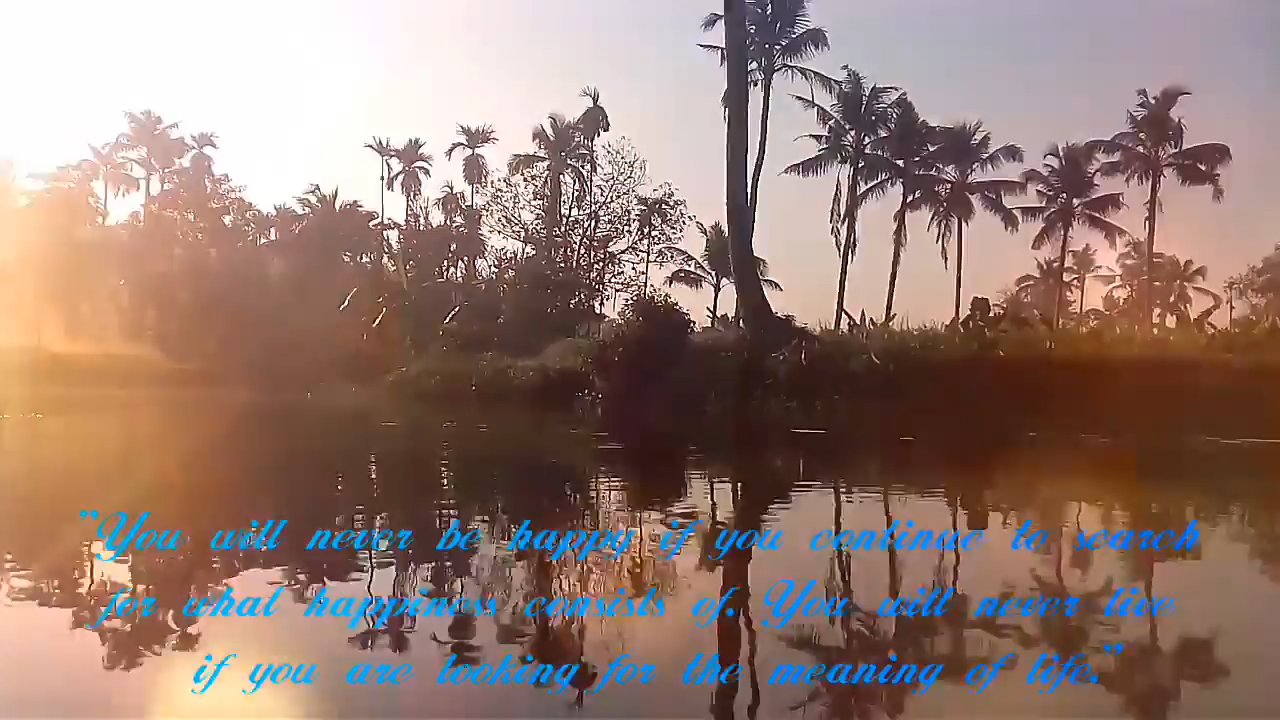 "You will never be happy if you continue to search
for what happiness consists of. You will never live
if you are looking for the meaning of life."